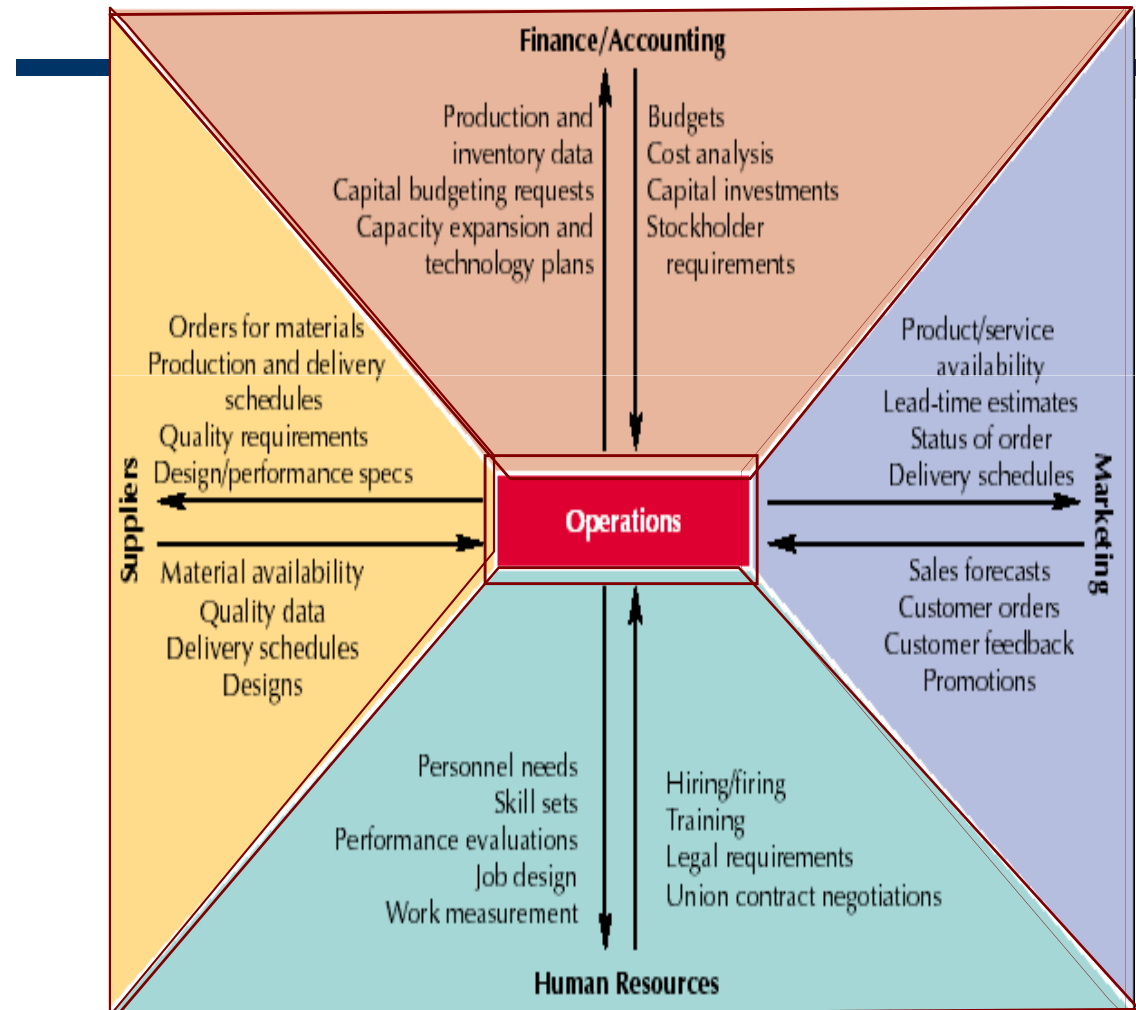 Finance/Accounting
Production and
inventory data
Capital budgeting requests
Capacity expansion and
technology plans
Budgets
Cost analysis
Capital investments
Stockholder
requirements
Orders for materials
Production and delivery
schedules
Quality requirements
Design/performance specs
Suppliers
Material availability
Quality data
Delivery schedules
Designs
Operations
Product/service
availability
Lead-time estimates
Status of order
Delivery schedules
Marketing
Sales forecasts
Customer orders
Customer feedback
Promotions
Personnel needs
Skill sets
Performance evaluations
Job design
Work measurement
Hiring/firing
Training
Legal requirements
Union contract negotiations
Human Resources